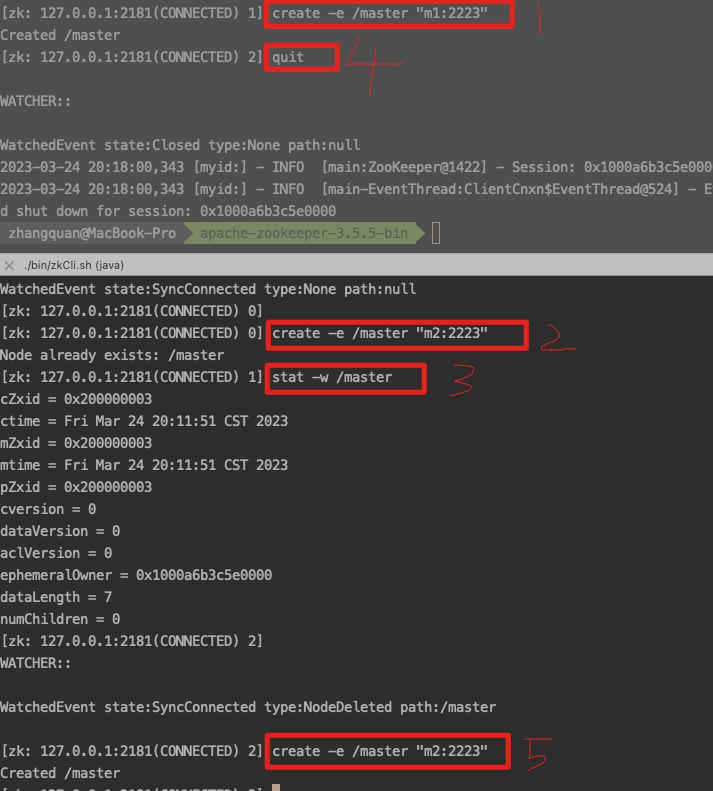 [zk: 127.0.0.1:2181(CONNECTED) 1] create -e /master "m1:2223" 1
Created /master
[zk: 127.0.0.1:2181(CONNECTED) 2] quit 4
WATCHER::
WatchedEvent state:Closed type:None path:null
2023-03-24 20:18:00,343 [myid:] - INFO  [main:ZooKeeper@1422] - Session: 0x1000a6b3c5e000
2023-03-24 20:18:00,343 [myid:] - INFO  [main-EventThread:ClientCnxn$EventThread@524] - E
d shut down for session: 0x1000a6b3c5e0000
zhangquan@MacBook-Pro apache-zookeeper-3.5.5-bin
./bin/zkCli.sh (java)
WatchedEvent state:SyncConnected type:None path:null
[zk: 127.0.0.1:2181(CONNECTED) 0]
[zk: 127.0.0.1:2181(CONNECTED) 0] create -e /master "m2:2223" 2
Node already exists: /master
[zk: 127.0.0.1:2181(CONNECTED) 1] stat -w /master 3
cZxid = 0x200000003
ctime = Fri Mar 24 20:11:51 CST 2023
mZxid = 0x200000003
mtime = Fri Mar 24 20:11:51 CST 2023
pZxid = 0x200000003
cversion = 0
dataVersion = 0
aclVersion = 0
ephemeralOwner = 0x1000a6b3c5e0000
dataLength = 7
numChildren = 0
[zk: 127.0.0.1:2181(CONNECTED) 2]
WATCHER::
WatchedEvent state:SyncConnected type:NodeDeleted path:/master
[zk: 127.0.0.1:2181(CONNECTED) 2] create -e /master "m2:2223" 5
Created /master